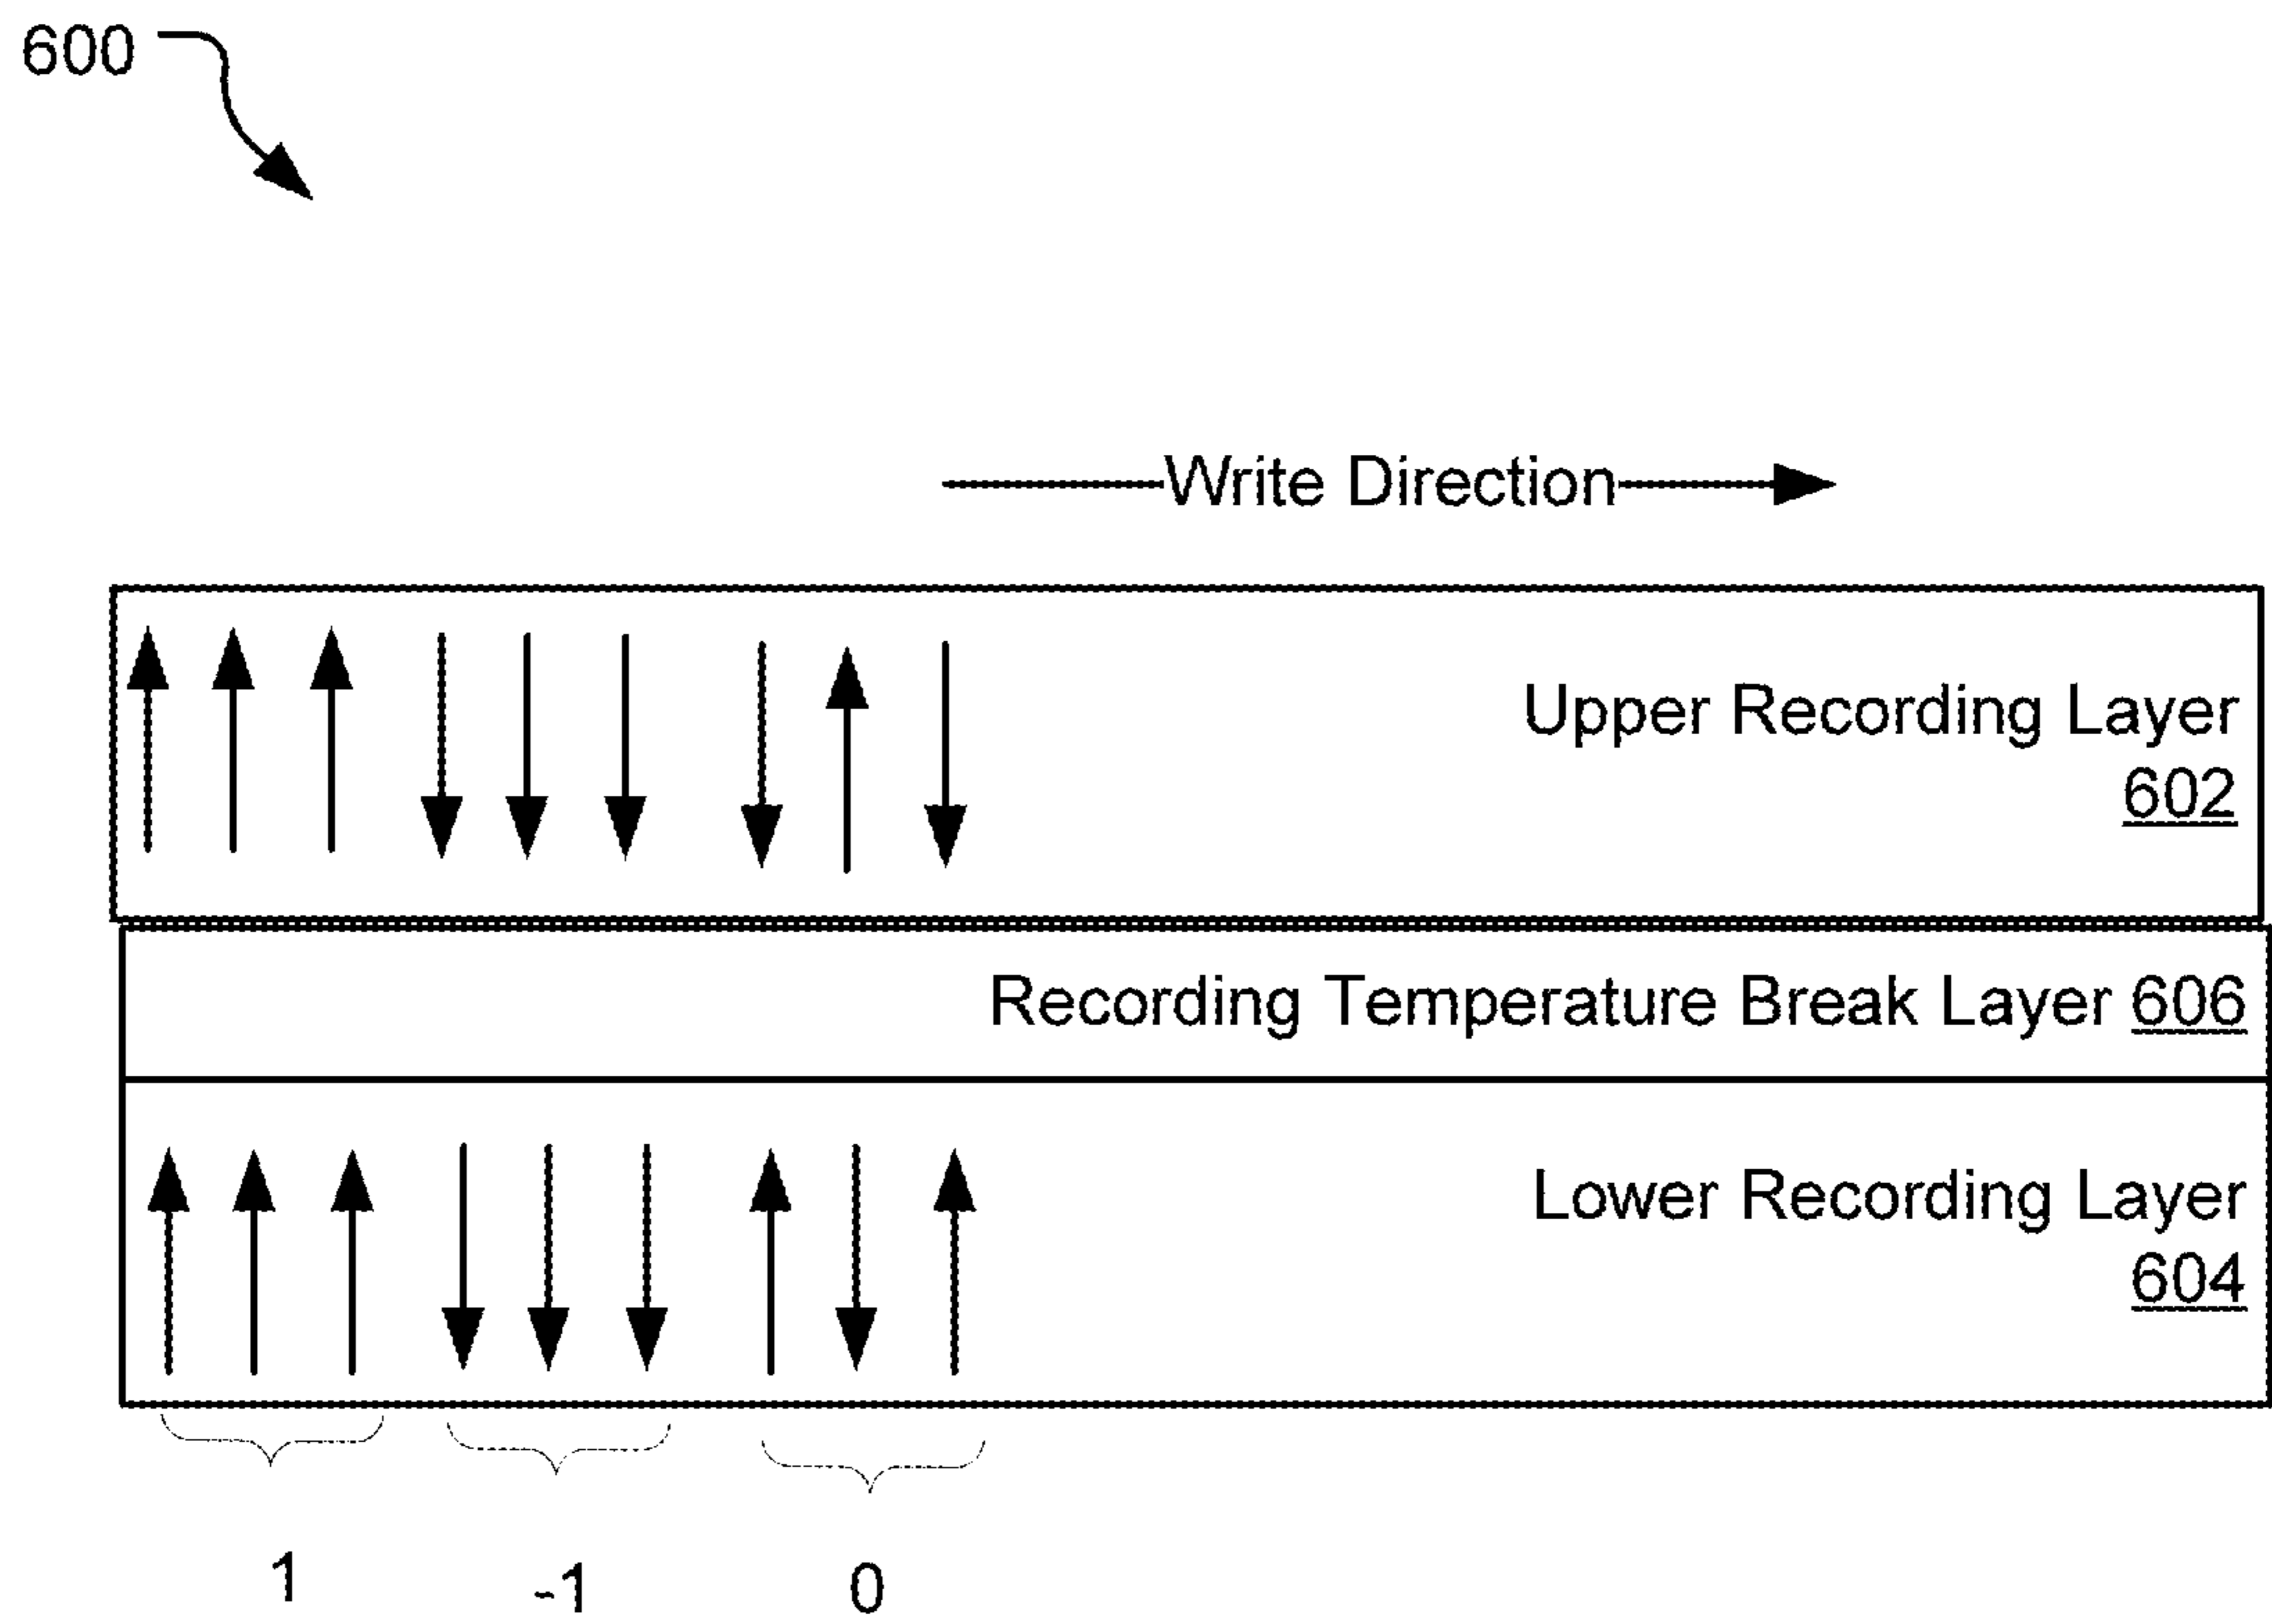 600
Write Direction
Upper Recording Layer
602
Recording Temperature Break Layer 606
Lower Recording Layer
604
1 -1 0